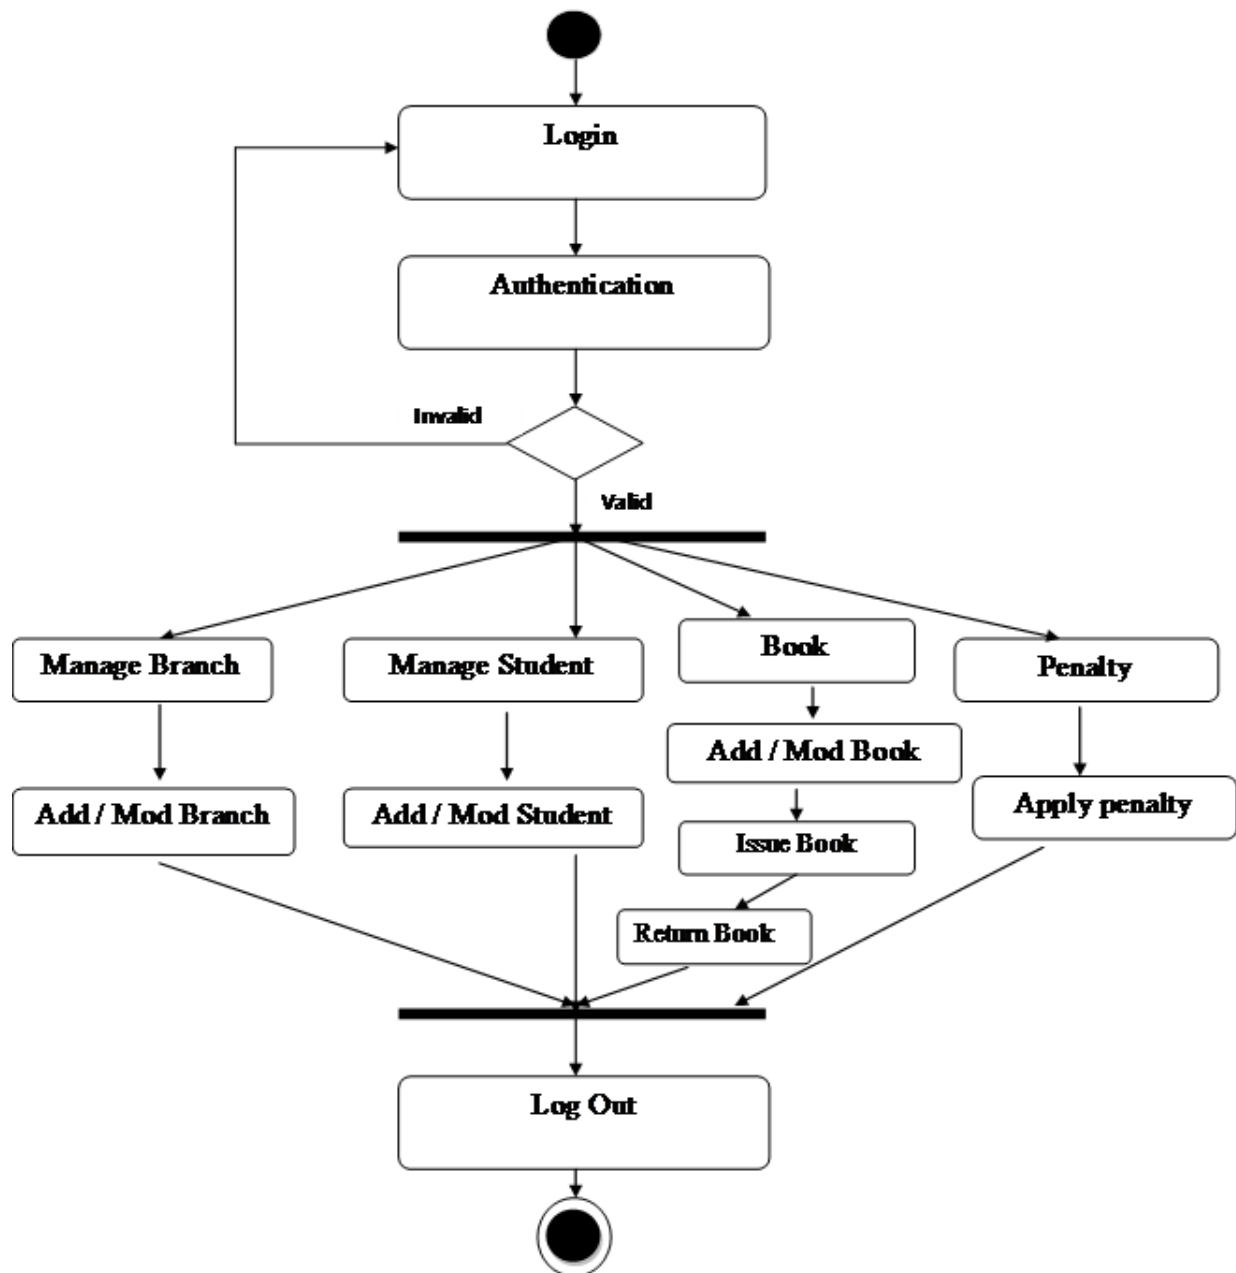 Login
Authentication
Invalid
Valid
Manage Branch
Manage Student
Book
Penalty
Add / Mod Book
Add / Mod Branch
Add / Mod Student
Apply penalty
Issue Book
Return Book
Log Out